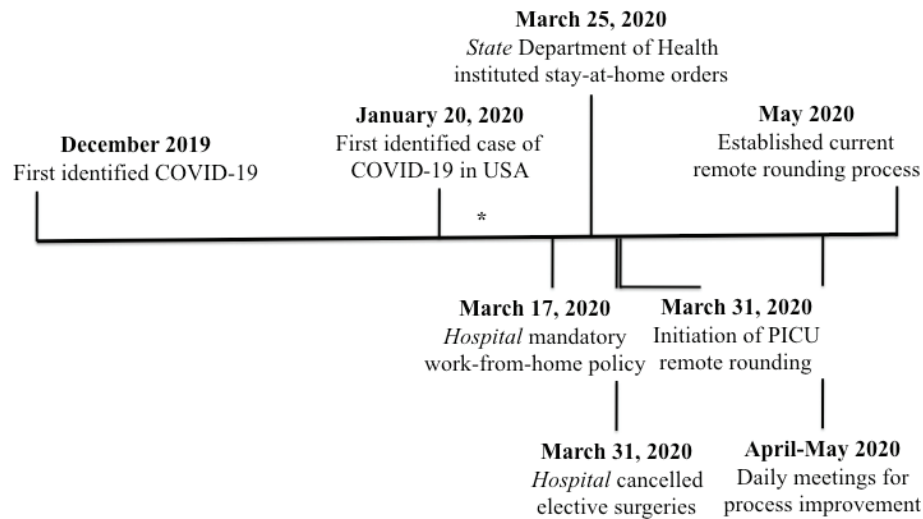 March 25, 2020
State Department of Health
instituted stay-at-home orders
January 20, 2020
First identified case of
COVID-19 in USA
May 2020
Established current
remote rounding process
December 2019
First identified COVID-19
*
March 17, 2020
Hospital mandatory
work-from-home policy
March 31, 2020
Initiation of PICU
remote rounding
March 31, 2020
Hospital cancelled
elective surgeries
April-May 2020
Daily meetings for
process improvement